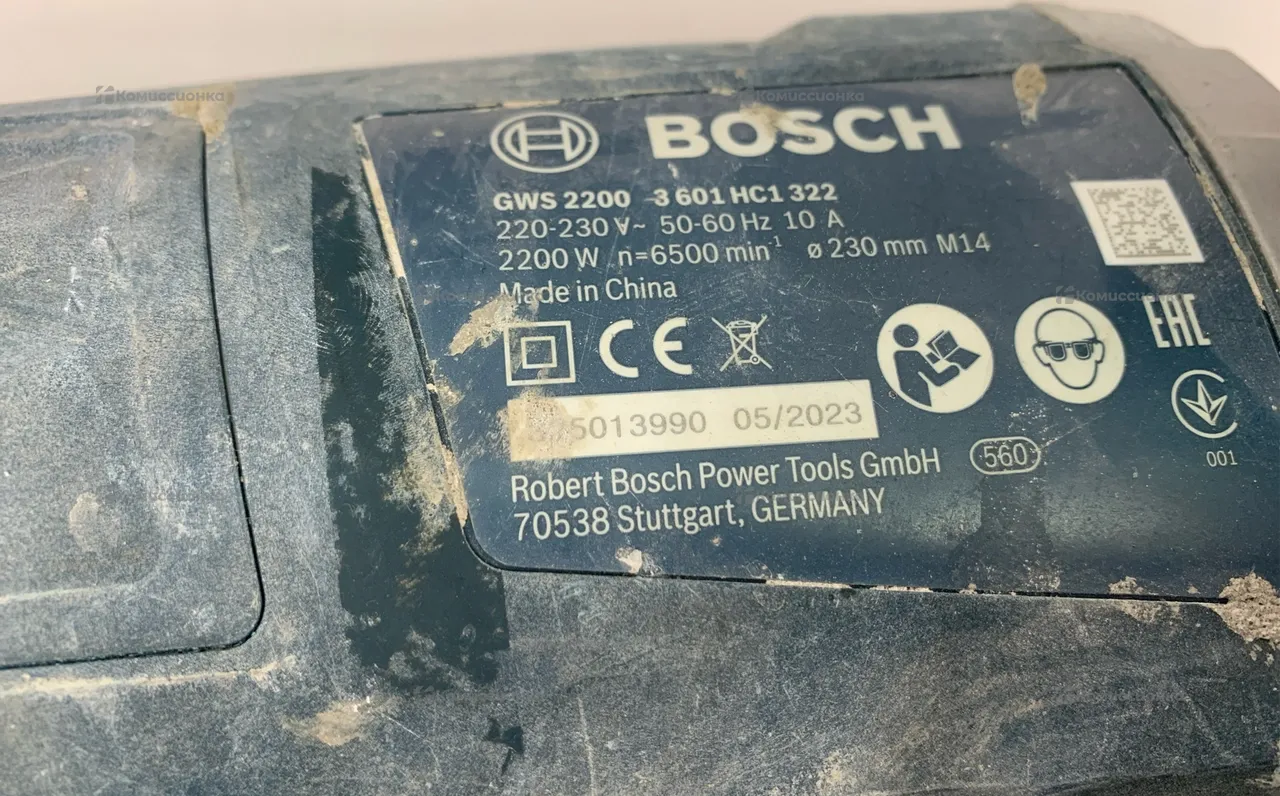 Комиссионка
Комиссионка
BOSCH
GWS 2200 3 601 HC1 322
220-230 V~ 50-60 Hz 10 A
2200 W n=6500 min⁻¹ ø 230 mm M14
Made in China
CE
EAC
05/2023
001
560
Robert Bosch Power Tools GmbH
70538 Stuttgart, GERMANY